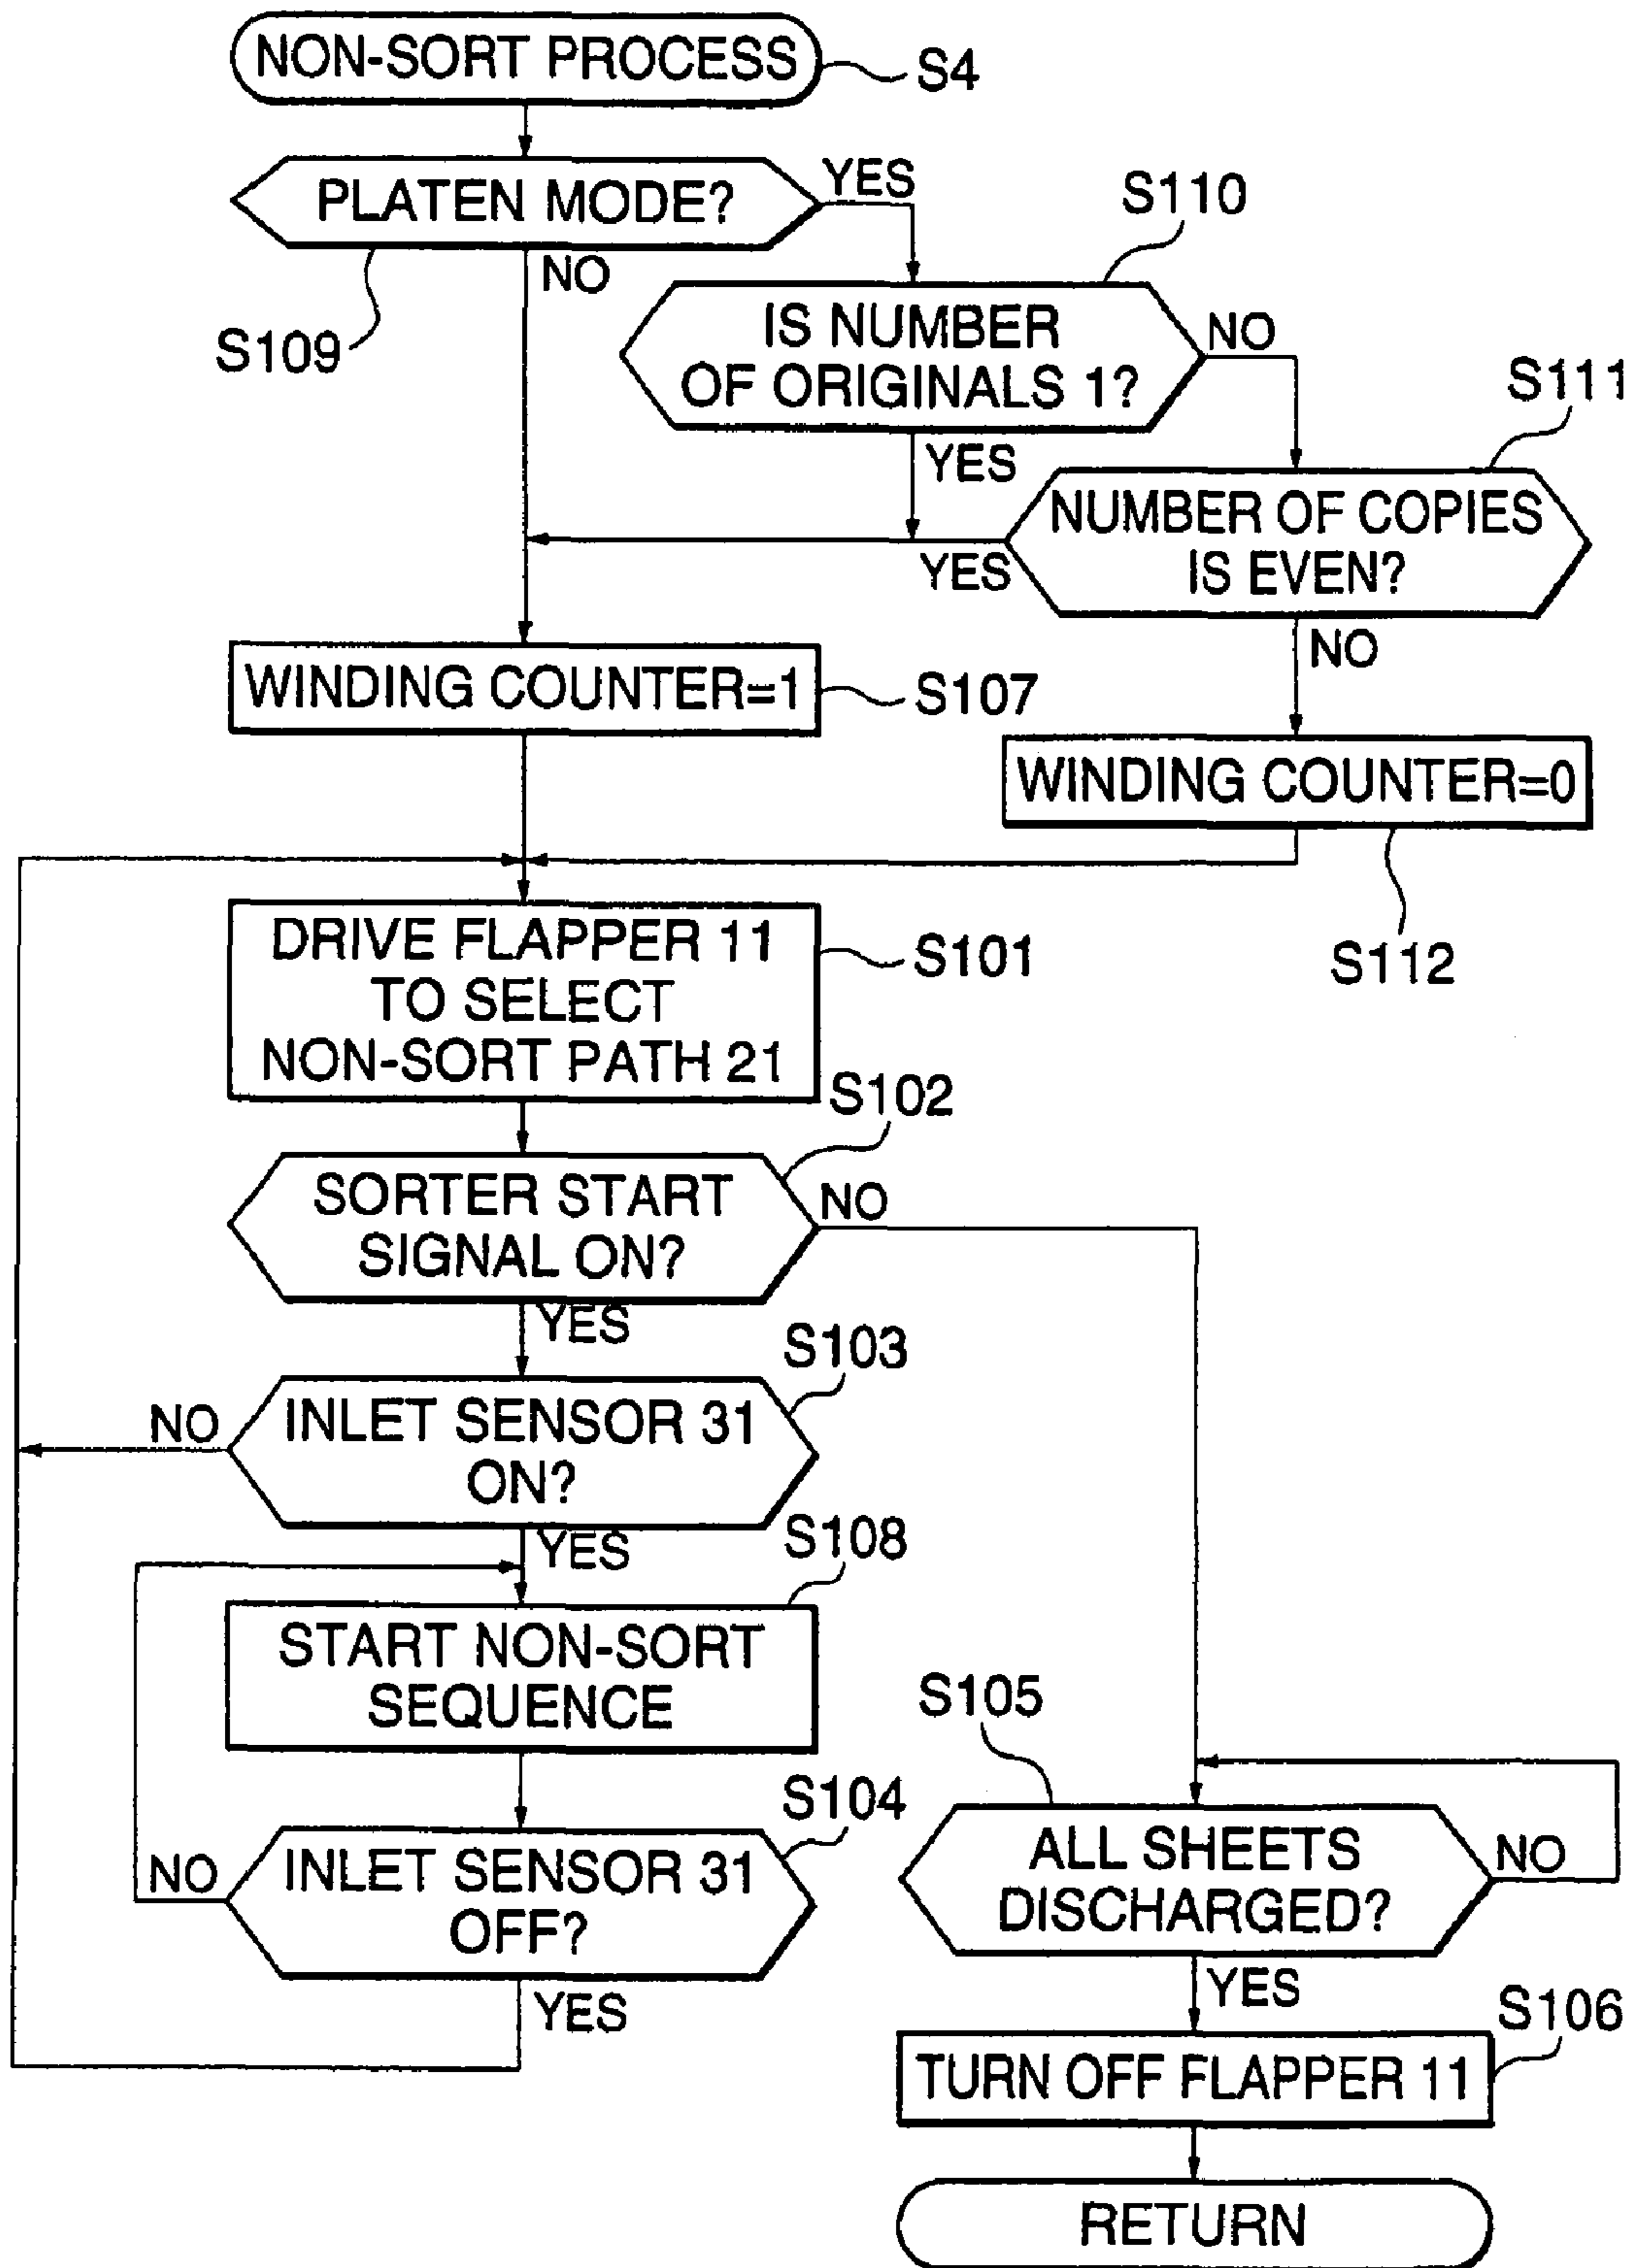 NON-SORT PROCESS
S4
PLATEN MODE?
YES
S110
NO
S109
IS NUMBER
OF ORIGINALS 1?
NO
S111
YES
NUMBER OF COPIES
IS EVEN?
YES
NO
WINDING COUNTER=1
S107
WINDING COUNTER=0
S112
DRIVE FLAPPER 11
TO SELECT
NON-SORT PATH 21
S101
S102
SORTER START
SIGNAL ON?
NO
YES
S103
INLET SENSOR 31
ON?
NO
YES
S108
START NON-SORT
SEQUENCE
S105
S104
INLET SENSOR 31
OFF?
NO
YES
ALL SHEETS
DISCHARGED?
NO
YES
S106
TURN OFF FLAPPER 11
RETURN